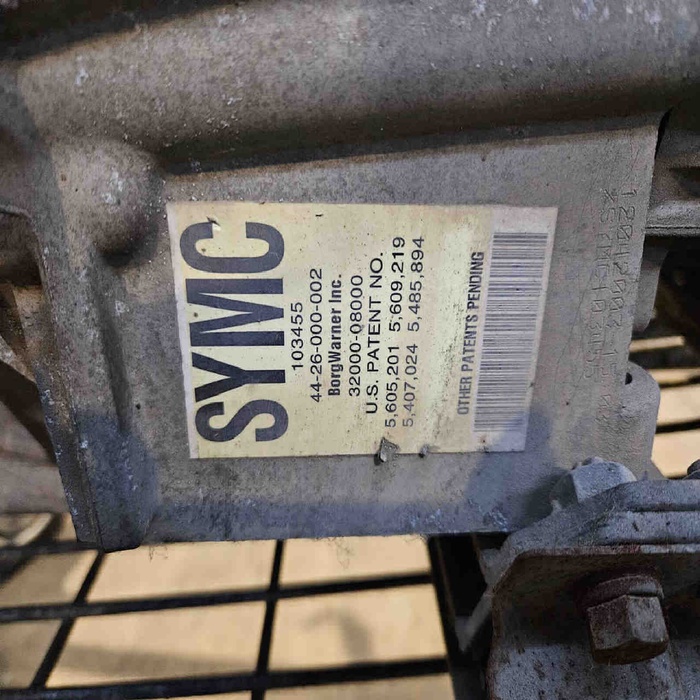 SYMC
103455
44-26-000-002
BorgWarner Inc.
32000-08000
U.S. PATENT NO.
5,605,201 5,609,219
5,407,024 5,485,894
OTHER PATENTS PENDING